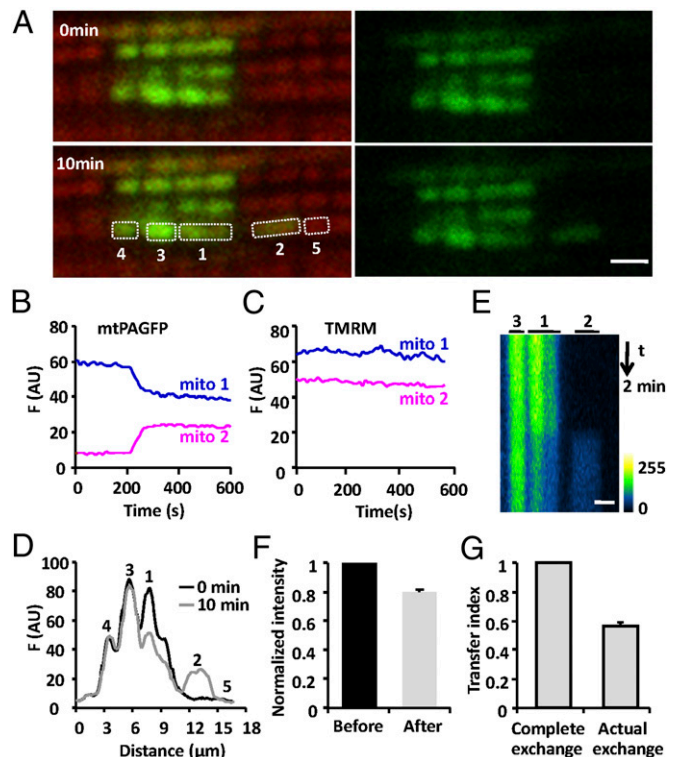 A
0min
10min
4 3 1 2 5
B
mtPAGFP
F (AU)
80
60
40
20
0
mito 1
mito 2
0 200 400 600
Time (s)
C
TMRM
F (AU)
80
60
40
20
0
mito 1
mito 2
0 200 400 600
Time(s)
E
3 1 2
t
2 min
255
0
D
F (AU)
100
80
60
40
20
0
3
1
4
2
5
0 min
10 min
0 3 6 9 12 15 18
Distance (µm)
F
Normalized intensity
1
0.8
0.6
0.4
0.2
0
Before After
G
Transfer index
1
0.8
0.6
0.4
0.2
0
Complete Actual
exchange exchange